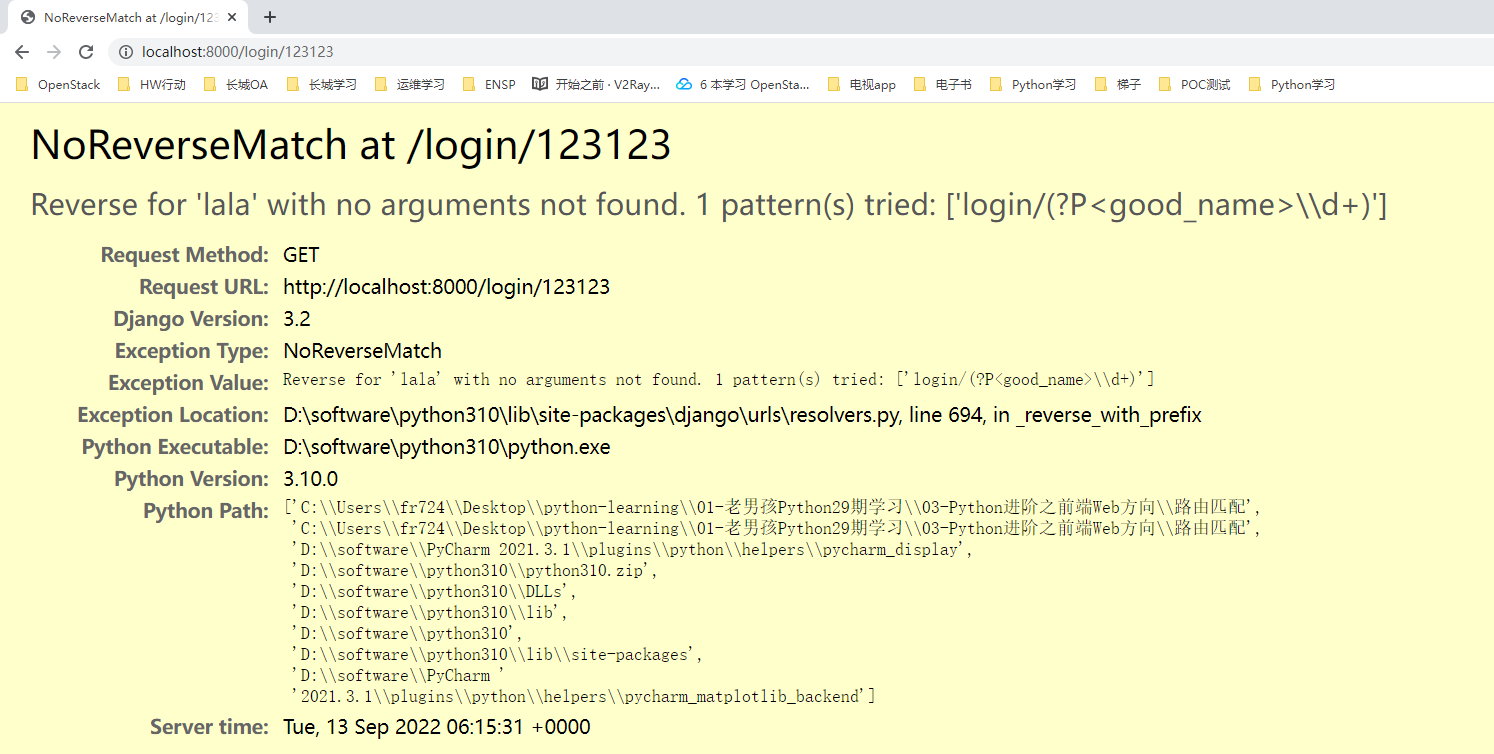 NoReverseMatch at /login/123
localhost:8000/login/123123
OpenStack HW行动 长城OA 长城学习 运维学习 ENSP 开始之前 · V2Ray... 6 本学习 OpenSta... 电视app 电子书 Python学习 梯子 POC测试 Python学习
NoReverseMatch at /login/123123
Reverse for 'lala' with no arguments not found. 1 pattern(s) tried: ['login/(?P<good_name>\\d+)']
Request Method: GET
Request URL: http://localhost:8000/login/123123
Django Version: 3.2
Exception Type: NoReverseMatch
Exception Value: Reverse for 'lala' with no arguments not found. 1 pattern(s) tried: ['login/(?P<good_name>\\d+)']
Exception Location: D:\software\python310\lib\site-packages\django\urls\resolvers.py, line 694, in _reverse_with_prefix
Python Executable: D:\software\python310\python.exe
Python Version: 3.10.0
Python Path: ['C:\\Users\\fr724\\Desktop\\python-learning\\01-老男孩Python29期学习\\03-Python进阶之前端Web方向\\路由匹配',
'C:\\Users\\fr724\\Desktop\\python-learning\\01-老男孩Python29期学习\\03-Python进阶之前端Web方向\\路由匹配',
'D:\\software\\PyCharm 2021.3.1\\plugins\\python\\helpers\\pycharm_display',
'D:\\software\\python310\\python310.zip',
'D:\\software\\python310\\DLLs',
'D:\\software\\python310\\lib',
'D:\\software\\python310',
'D:\\software\\python310\\lib\\site-packages',
'D:\\software\\PyCharm '
'2021.3.1\\plugins\\python\\helpers\\pycharm_matplotlib_backend']
Server time: Tue, 13 Sep 2022 06:15:31 +0000